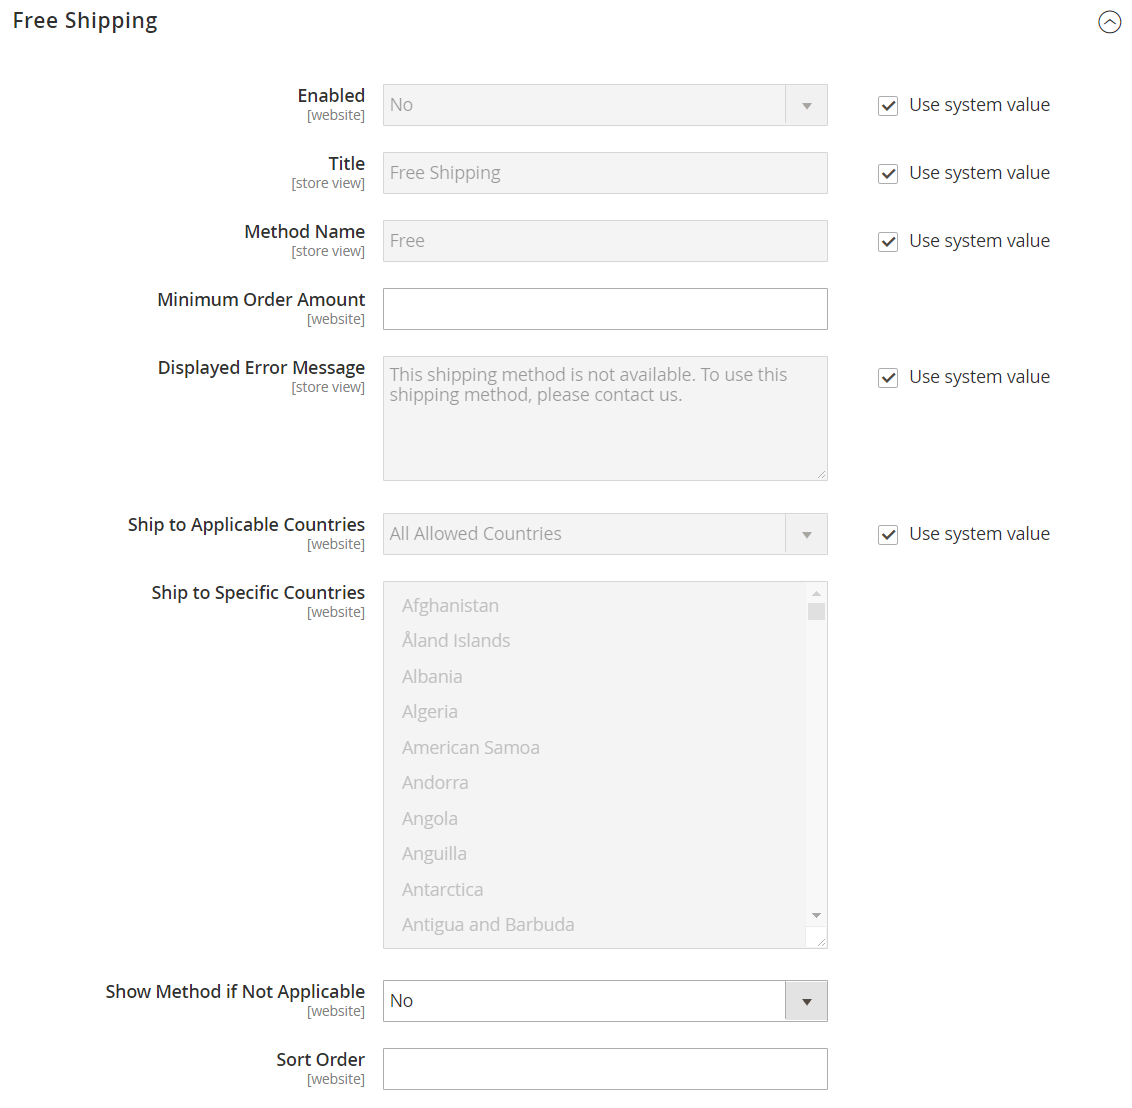 Free Shipping
Enabled
[website]
No
Use system value
Title
[store view]
Free Shipping
Use system value
Method Name
[store view]
Free
Use system value
Minimum Order Amount
[website]
Displayed Error Message
[store view]
This shipping method is not available. To use this
shipping method, please contact us.
Use system value
Ship to Applicable Countries
[website]
All Allowed Countries
Use system value
Ship to Specific Countries
[website]
Afghanistan
Åland Islands
Albania
Algeria
American Samoa
Andorra
Angola
Anguilla
Antarctica
Antigua and Barbuda
Show Method if Not Applicable
[website]
No
Sort Order
[website]